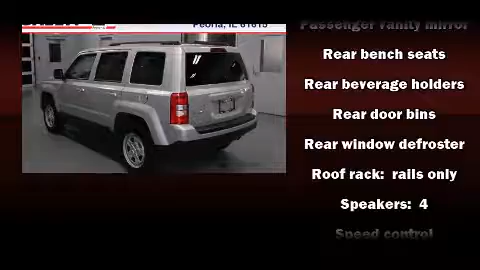 Peoria, IL 61615
Passenger vanity mirror
Rear bench seats
Rear beverage holders
Rear door bins
Rear window defroster
Roof rack:  rails only
Speakers:  4
Speed control